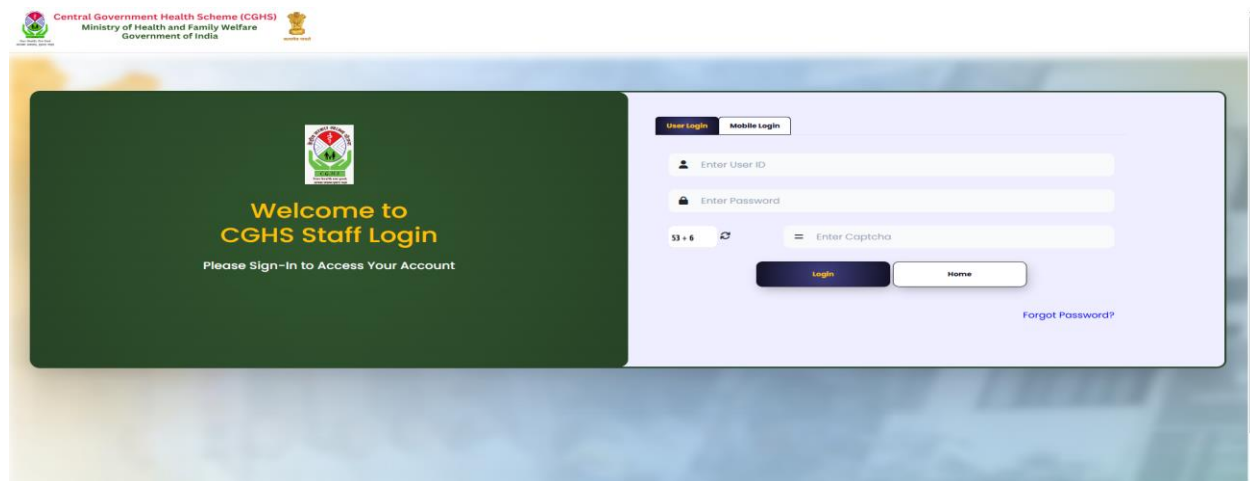 Central Government Health Scheme (CGHS)
Ministry of Health and Family Welfare
Government of India
User Login
Mobile Login
Enter User ID
Enter Password
53 + 6
= Enter Captcha
Login
Home
Forgot Password?
C G H S
Welcome to
CGHS Staff Login
Please Sign-In to Access Your Account